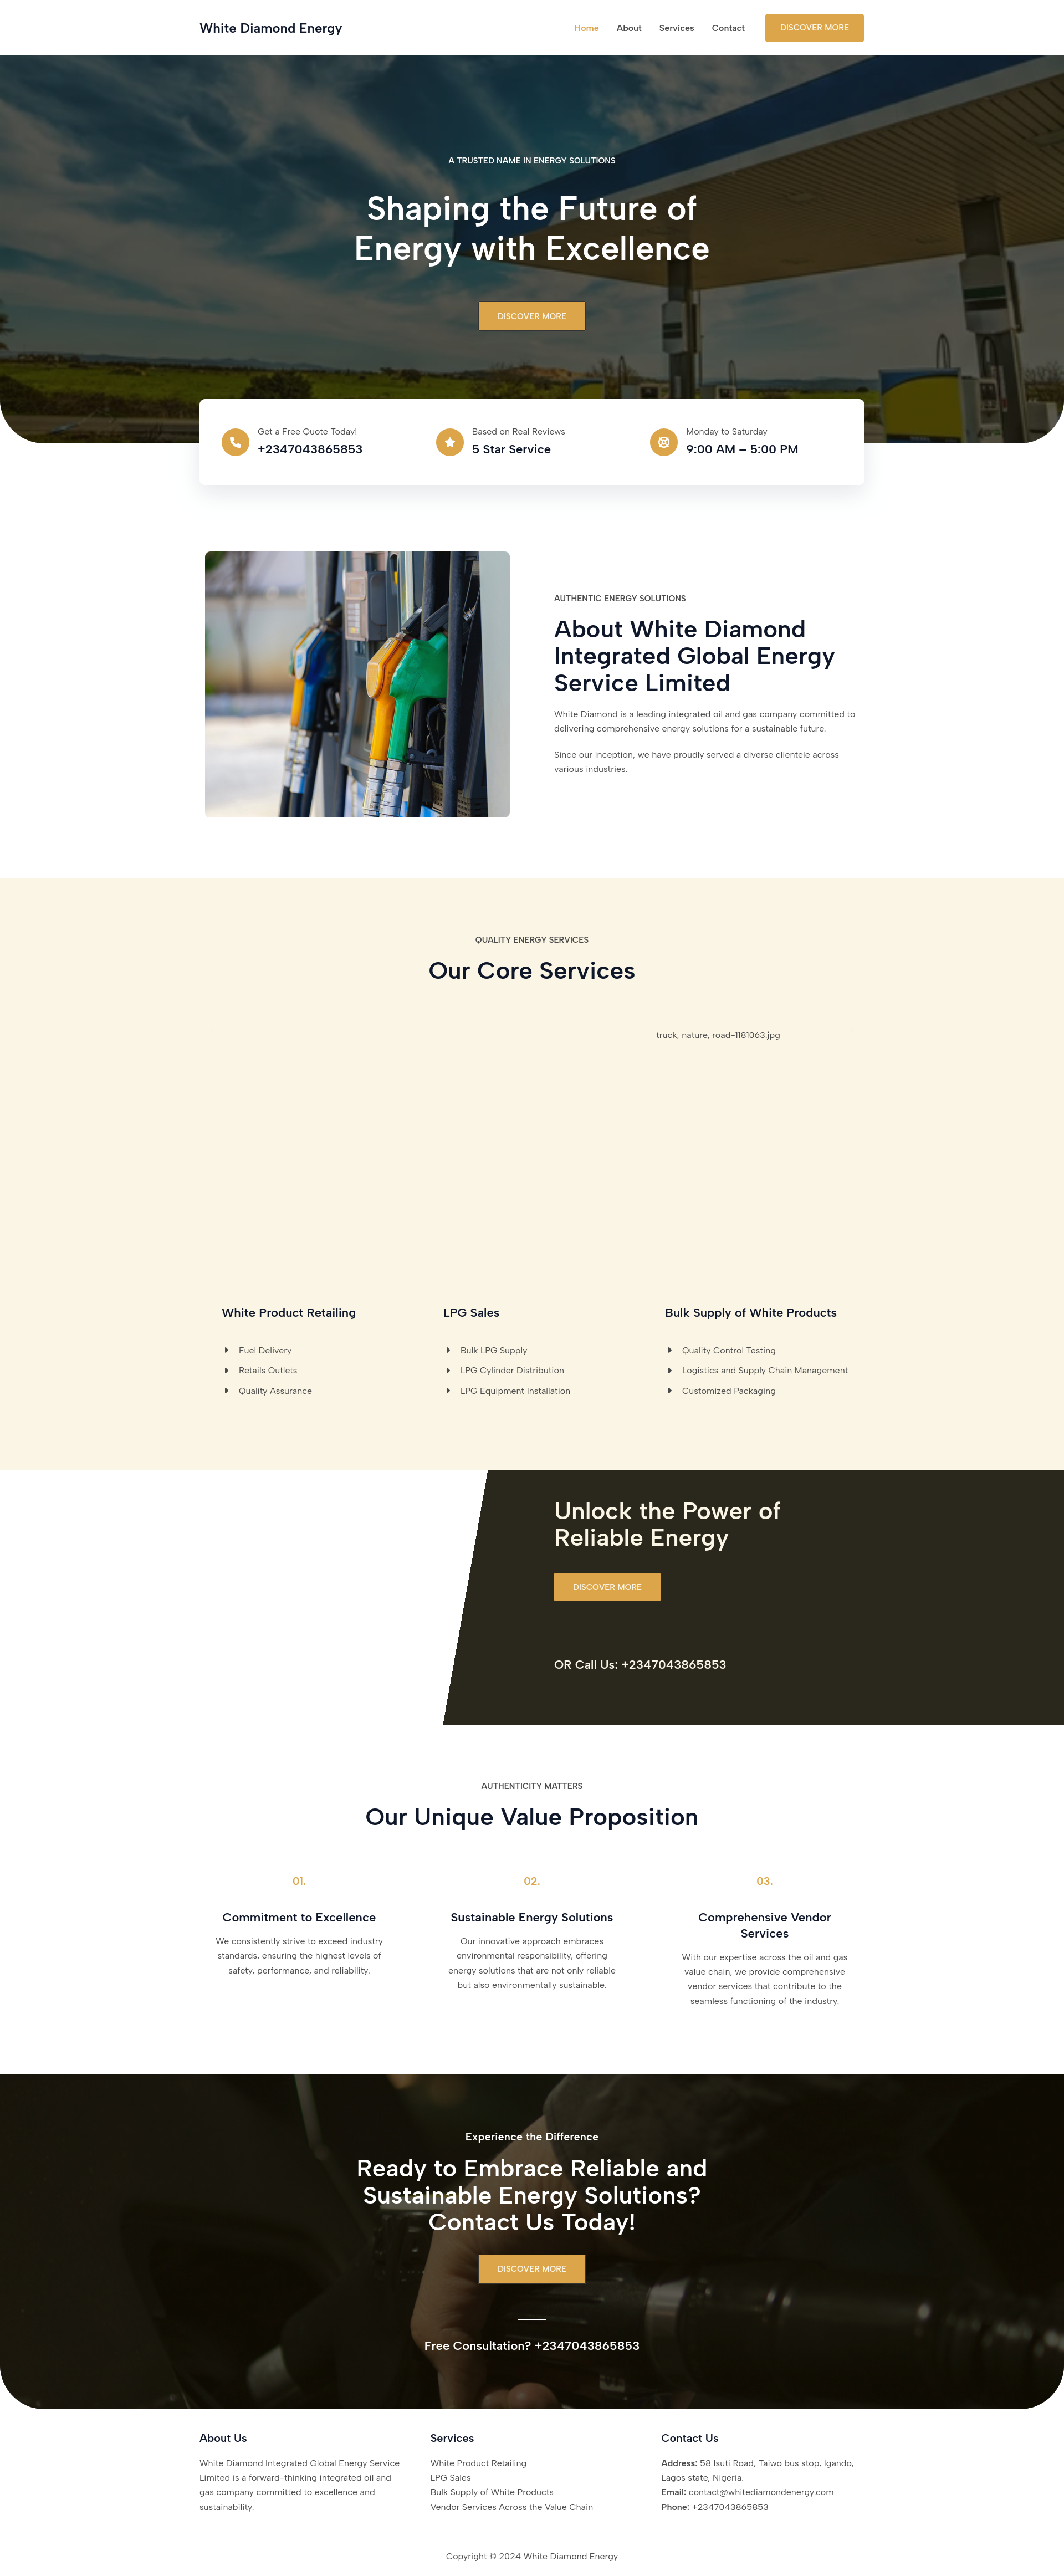 White Diamond Energy
Home About Services Contact DISCOVER MORE
A TRUSTED NAME IN ENERGY SOLUTIONS
Shaping the Future of
Energy with Excellence
DISCOVER MORE
Get a Free Quote Today!
+2347043865853
Based on Real Reviews
5 Star Service
Monday to Saturday
9:00 AM – 5:00 PM
AUTHENTIC ENERGY SOLUTIONS
About White Diamond
Integrated Global Energy
Service Limited
White Diamond is a leading integrated oil and gas company committed to
delivering comprehensive energy solutions for a sustainable future.
Since our inception, we have proudly served a diverse clientele across
various industries.
QUALITY ENERGY SERVICES
Our Core Services
truck, nature, road-1181063.jpg
White Product Retailing
Fuel Delivery
Retails Outlets
Quality Assurance
LPG Sales
Bulk LPG Supply
LPG Cylinder Distribution
LPG Equipment Installation
Bulk Supply of White Products
Quality Control Testing
Logistics and Supply Chain Management
Customized Packaging
Unlock the Power of
Reliable Energy
DISCOVER MORE
OR Call Us: +2347043865853
AUTHENTICITY MATTERS
Our Unique Value Proposition
01.
Commitment to Excellence
We consistently strive to exceed industry
standards, ensuring the highest levels of
safety, performance, and reliability.
02.
Sustainable Energy Solutions
Our innovative approach embraces
environmental responsibility, offering
energy solutions that are not only reliable
but also environmentally sustainable.
03.
Comprehensive Vendor
Services
With our expertise across the oil and gas
value chain, we provide comprehensive
vendor services that contribute to the
seamless functioning of the industry.
Experience the Difference
Ready to Embrace Reliable and
Sustainable Energy Solutions?
Contact Us Today!
DISCOVER MORE
Free Consultation? +2347043865853
About Us
White Diamond Integrated Global Energy Service
Limited is a forward-thinking integrated oil and
gas company committed to excellence and
sustainability.
Services
White Product Retailing
LPG Sales
Bulk Supply of White Products
Vendor Services Across the Value Chain
Contact Us
Address: 58 Isuti Road, Taiwo bus stop, Igando,
Lagos state, Nigeria.
Email: contact@whitediamondenergy.com
Phone: +2347043865853
Copyright © 2024 White Diamond Energy